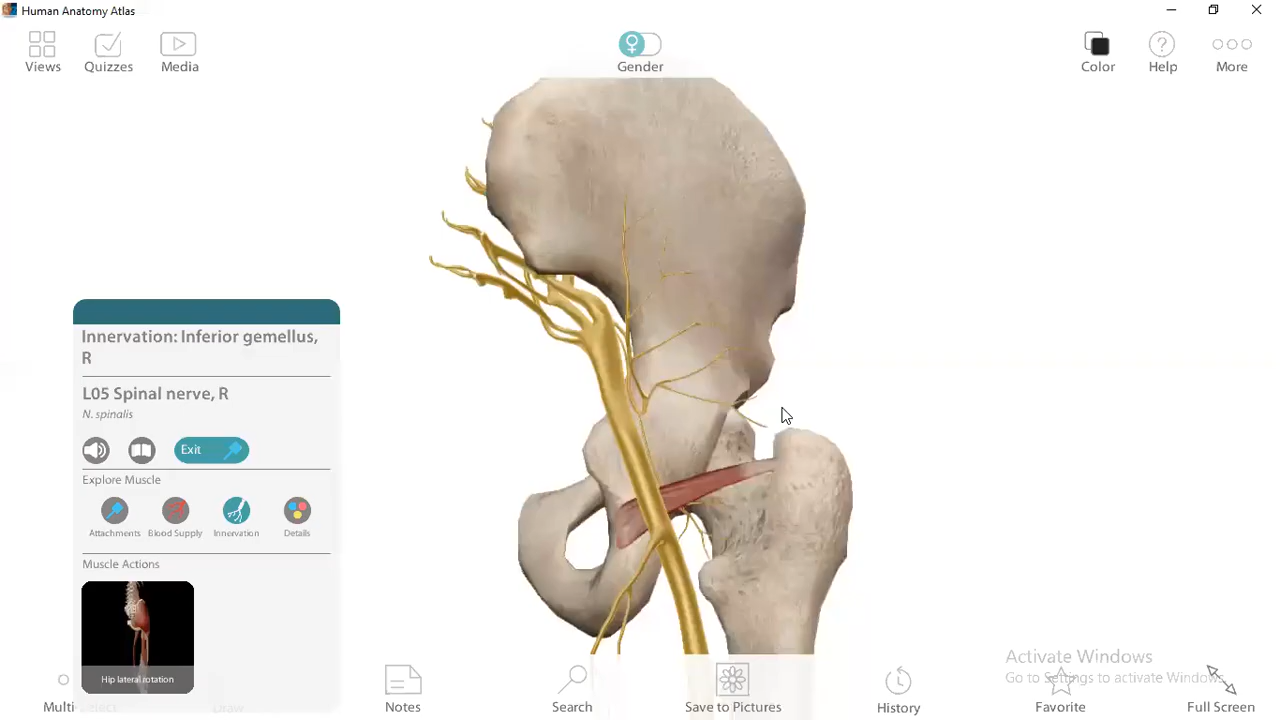 Human Anatomy Atlas
Views
Quizzes
Media
Gender
Color
Help
More
Innervation: Inferior gemellus,
R
L05 Spinal nerve, R
N. spinalis
Exit
Explore Muscle
Attachments
Blood Supply
Innervation
Details
Muscle Actions
Hip lateral rotation
Activate Windows
Go to Settings to activate Windows.
Notes
Search
Save to Pictures
History
Favorite
Full Screen